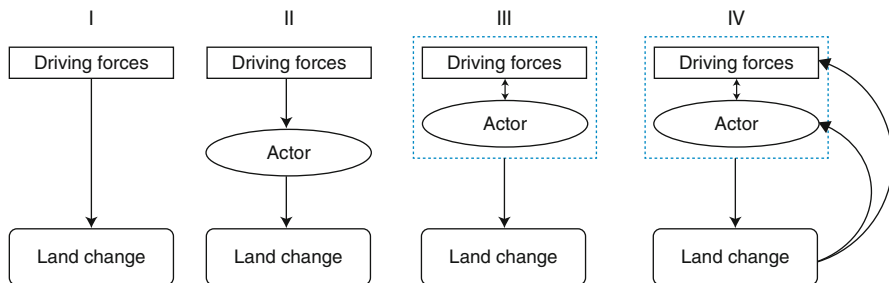 I
II
III
IV
Driving forces
Driving forces
Driving forces
Driving forces
Actor
Actor
Actor
Land change
Land change
Land change
Land change